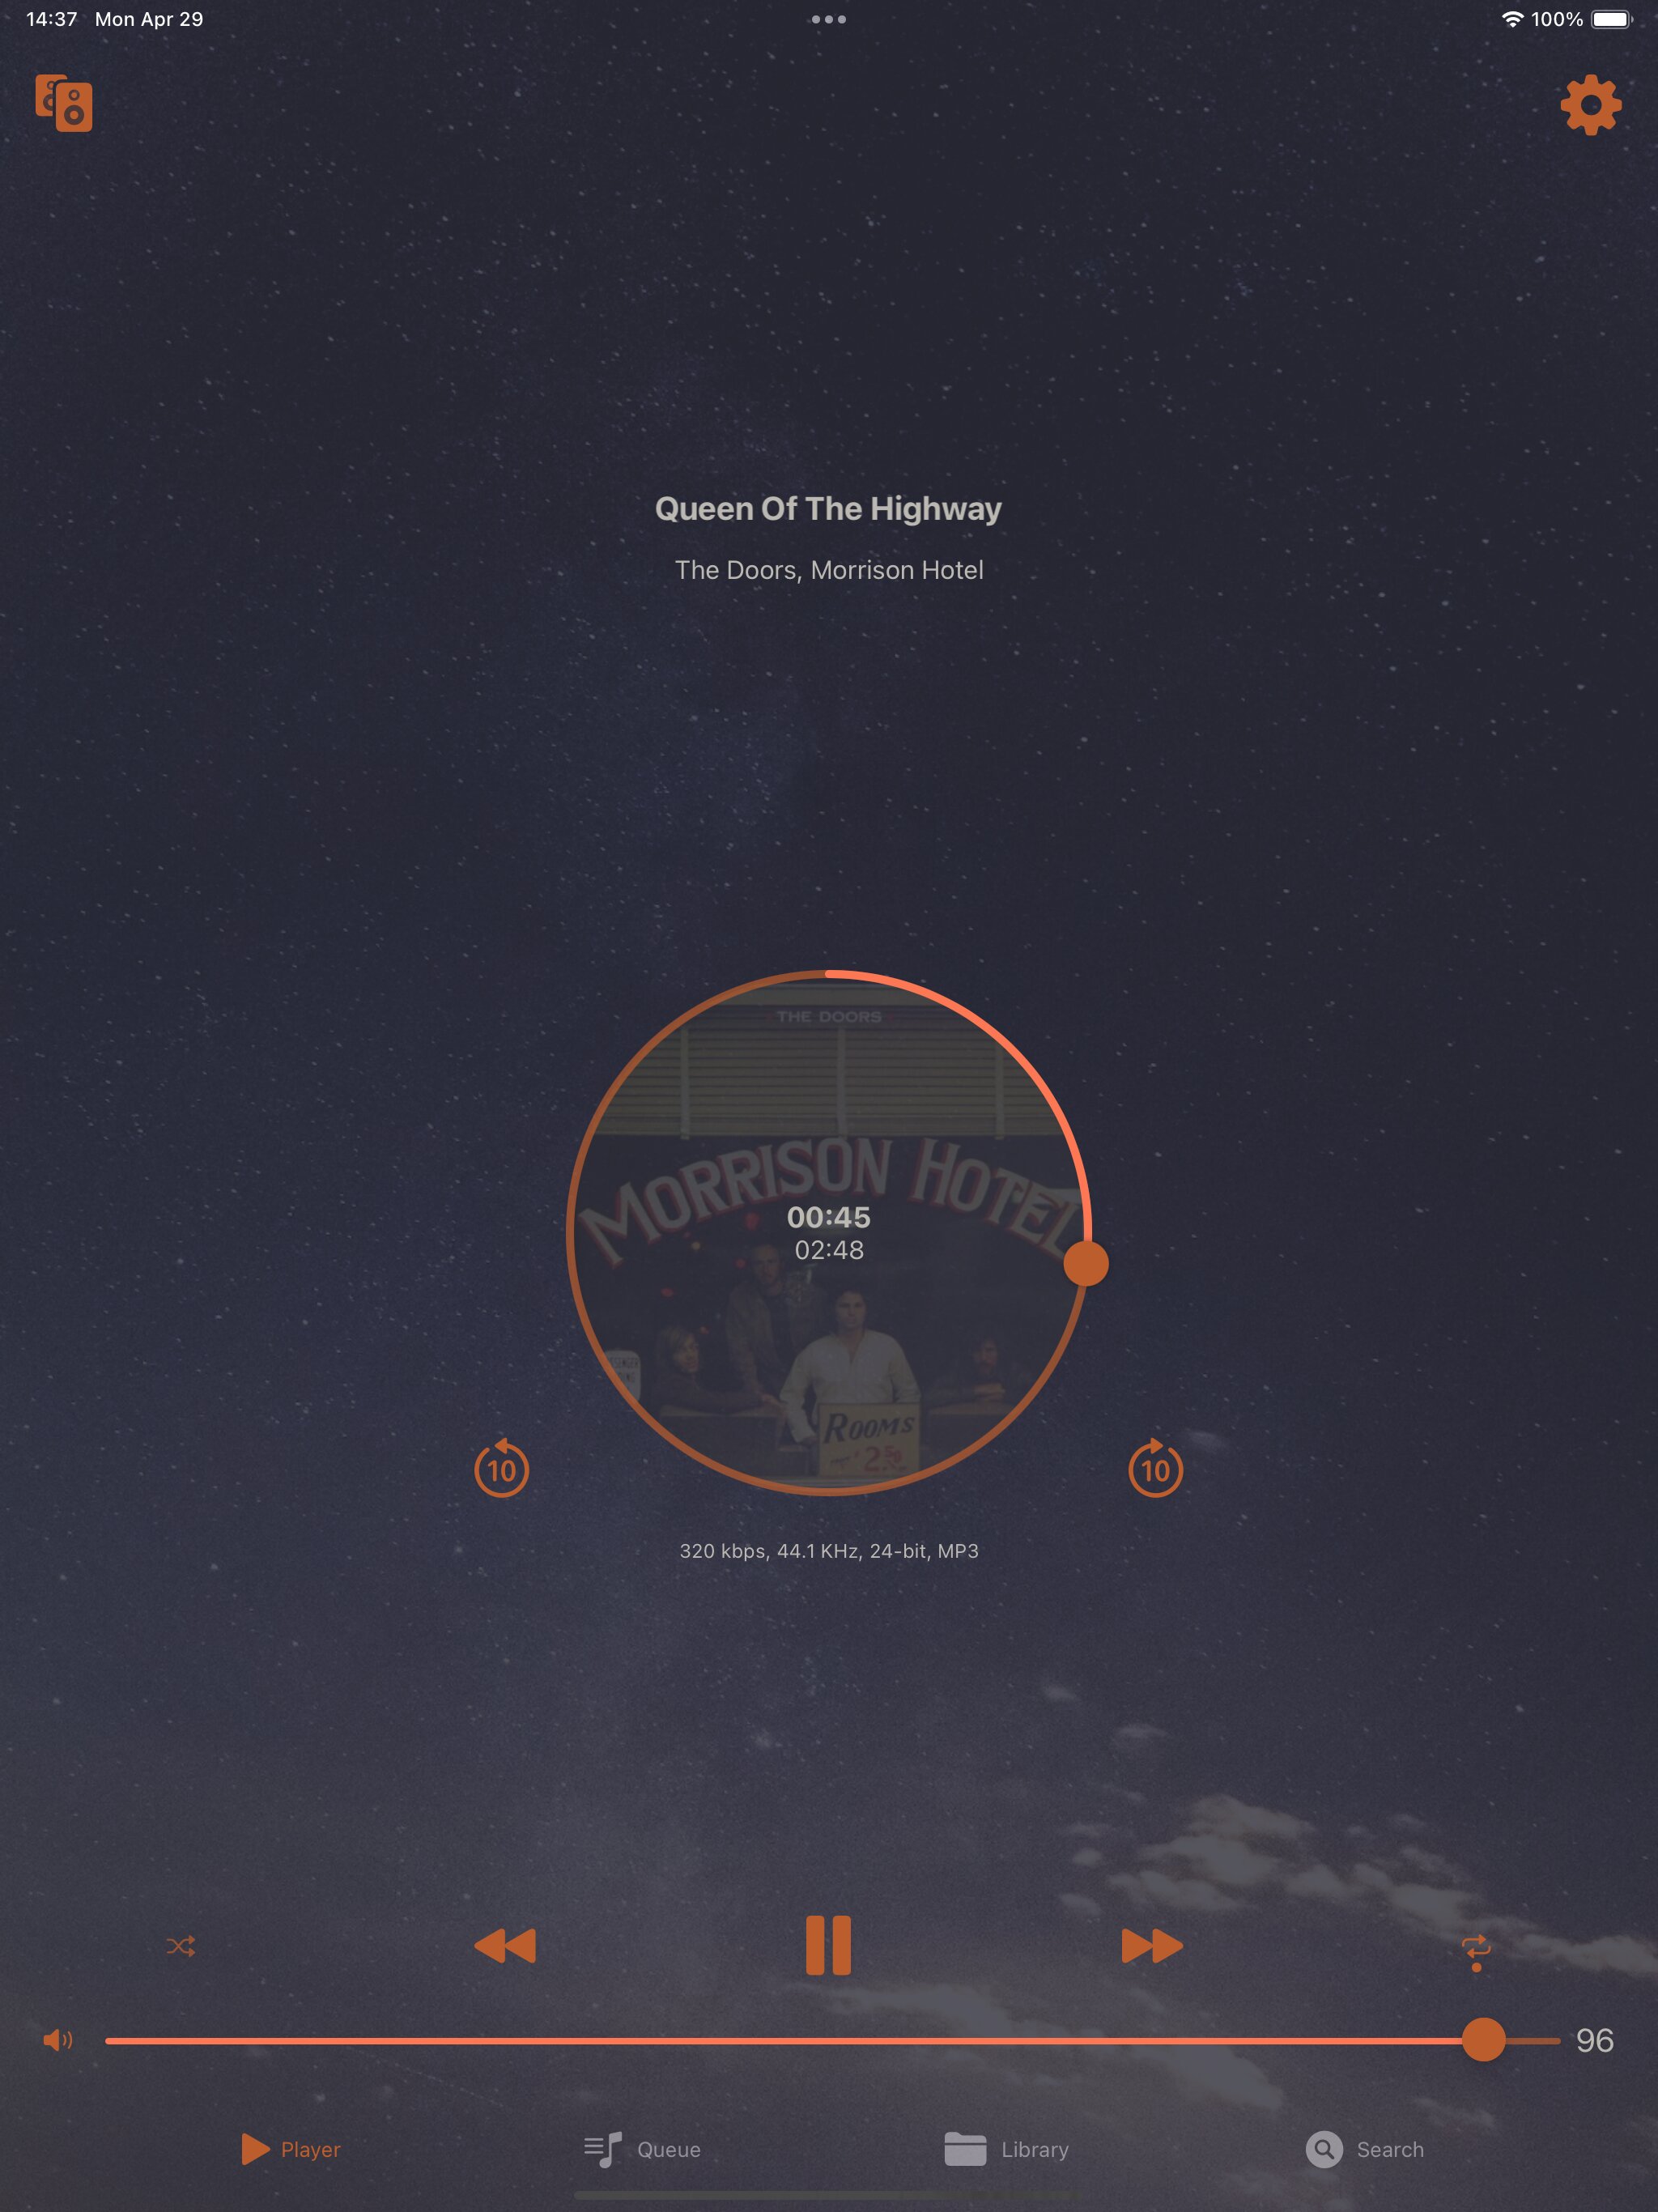 14:37 Mon Apr 29
100%
Queen Of The Highway
The Doors, Morrison Hotel
THE DOORS
MORRISON HOTEL
00:45
02:48
ROOMS
2.50
10
10
320 kbps, 44.1 KHz, 24-bit, MP3
96
Player
Queue
Library
Search